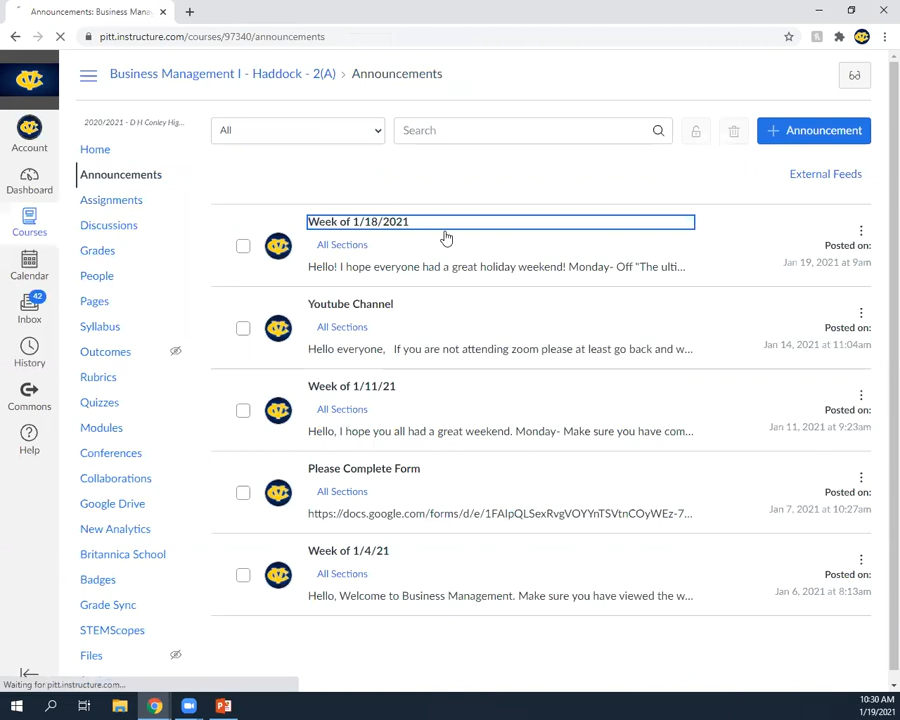 Announcements: Business Mana
pitt.instructure.com/courses/97340/announcements
Business Management I - Haddock - 2(A) > Announcements
2020/2021 - D H Conley Hig...
Account
Dashboard
Courses
Calendar
42
Inbox
History
Commons
Help
Home
Announcements
Assignments
Discussions
Grades
People
Pages
Syllabus
Outcomes
Rubrics
Quizzes
Modules
Conferences
Collaborations
Google Drive
New Analytics
Britannica School
Badges
Grade Sync
STEMScopes
Files
All
Search
+ Announcement
External Feeds
Week of 1/18/2021
All Sections
Hello! I hope everyone had a great holiday weekend! Monday- Off "The ulti...
Posted on:
Jan 19, 2021 at 9am
Youtube Channel
All Sections
Hello everyone, If you are not attending zoom please at least go back and w...
Posted on:
Jan 14, 2021 at 11:04am
Week of 1/11/21
All Sections
Hello, I hope you all had a great weekend. Monday- Make sure you have com...
Posted on:
Jan 11, 2021 at 9:23am
Please Complete Form
All Sections
https://docs.google.com/forms/d/e/1FAIpQLSexRvgVOYYnTSVtnCOyWEz-7...
Posted on:
Jan 7, 2021 at 10:27am
Week of 1/4/21
All Sections
Hello, Welcome to Business Management. Make sure you have viewed the w...
Posted on:
Jan 6, 2021 at 8:13am
Waiting for pitt.instructure.com...
10:30 AM
1/19/2021